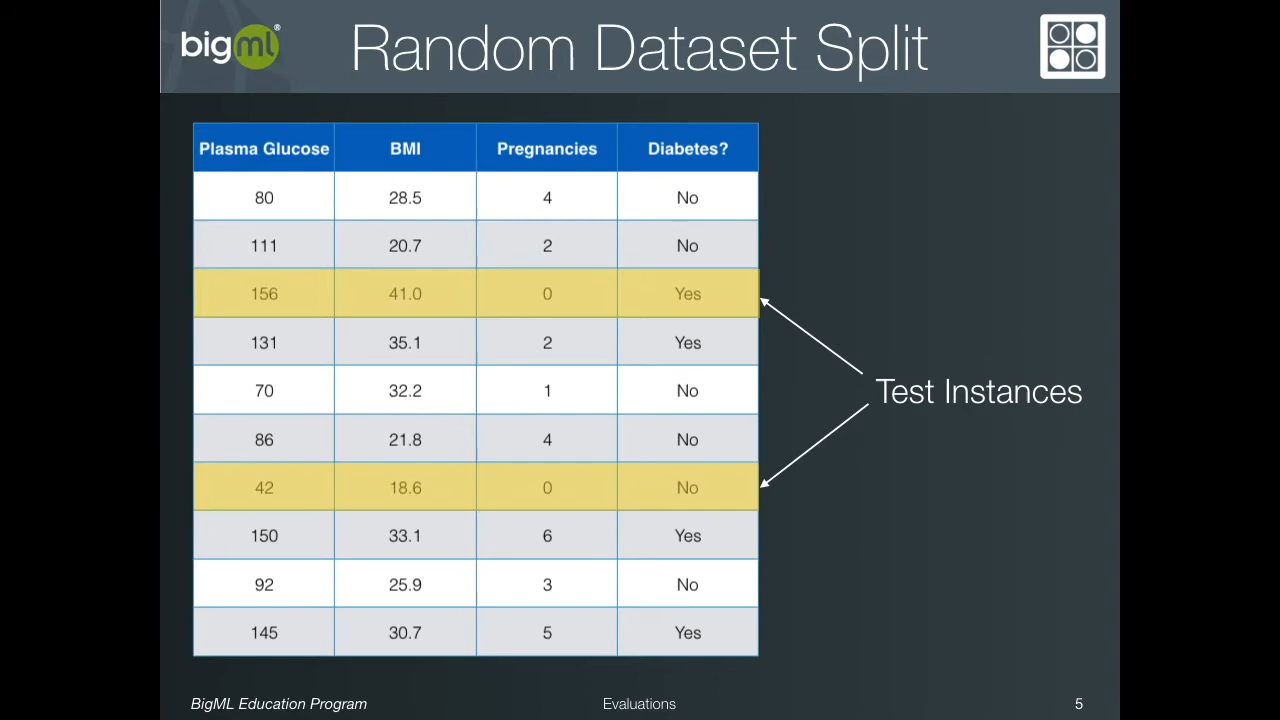 bigml®
Random Dataset Split
Plasma Glucose BMI Pregnancies Diabetes?
80 28.5 4 No
111 20.7 2 No
156 41.0 0 Yes
131 35.1 2 Yes
70 32.2 1 No
86 21.8 4 No
42 18.6 0 No
150 33.1 6 Yes
92 25.9 3 No
145 30.7 5 Yes
Test Instances
BigML Education Program Evaluations 5